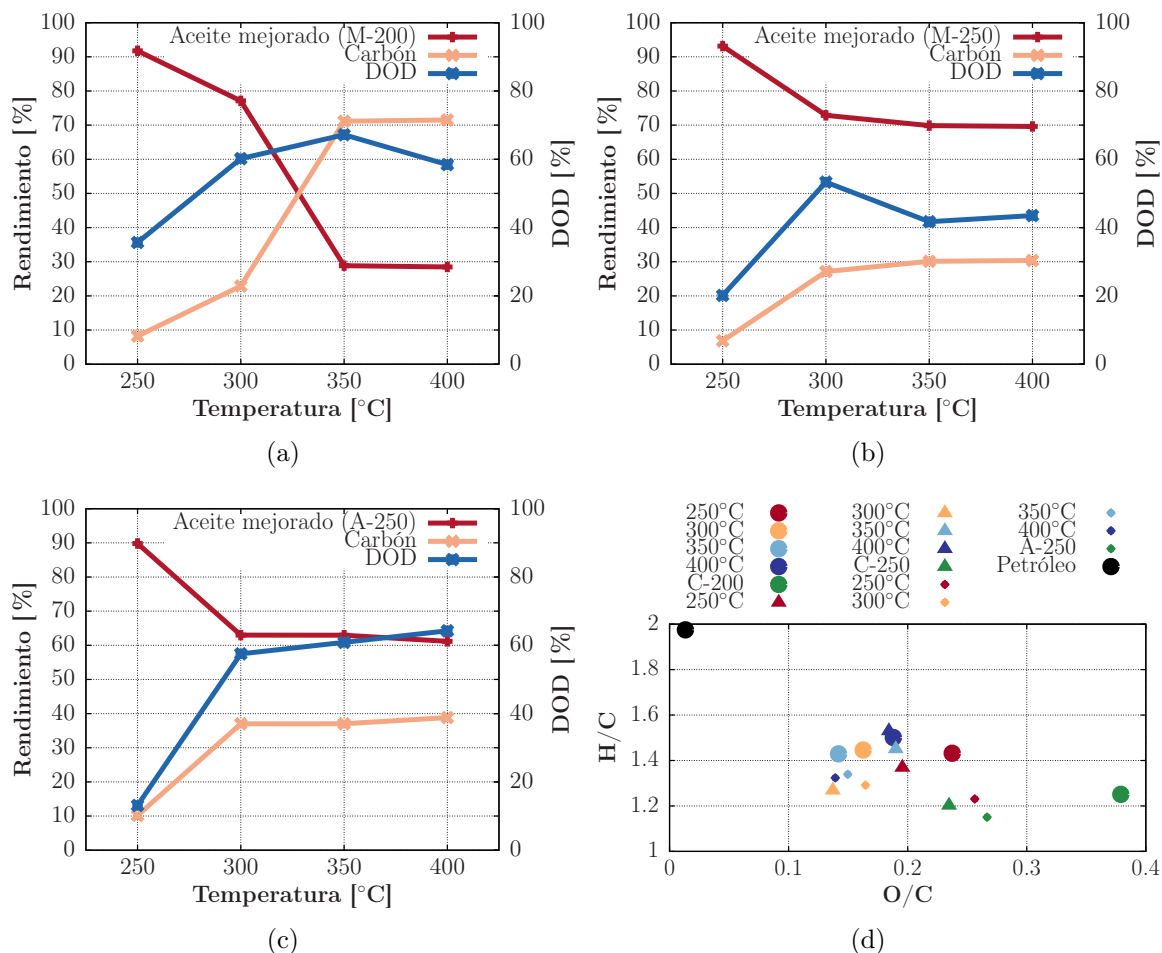 Aceite mejorado (M-200)
Carbón
DOD
100
90
80
70
60
50
40
30
20
10
0
Rendimiento [%]
100
80
60
40
20
0
DOD [%]
250 300 350 400
Temperatura [°C]
(a)
Aceite mejorado (M-250)
Carbón
DOD
100
90
80
70
60
50
40
30
20
10
0
Rendimiento [%]
100
80
60
40
20
0
DOD [%]
250 300 350 400
Temperatura [°C]
(b)
Aceite mejorado (A-250)
Carbón
DOD
100
90
80
70
60
50
40
30
20
10
0
Rendimiento [%]
100
80
60
40
20
0
DOD [%]
250 300 350 400
Temperatura [°C]
(c)
250°C
300°C
350°C
400°C
C-200
250°C
300°C
350°C
400°C
C-250
250°C
300°C
350°C
400°C
A-250
Petróleo
2
1.8
1.6
1.4
1.2
1
H/C
0 0.1 0.2 0.3 0.4
O/C
(d)